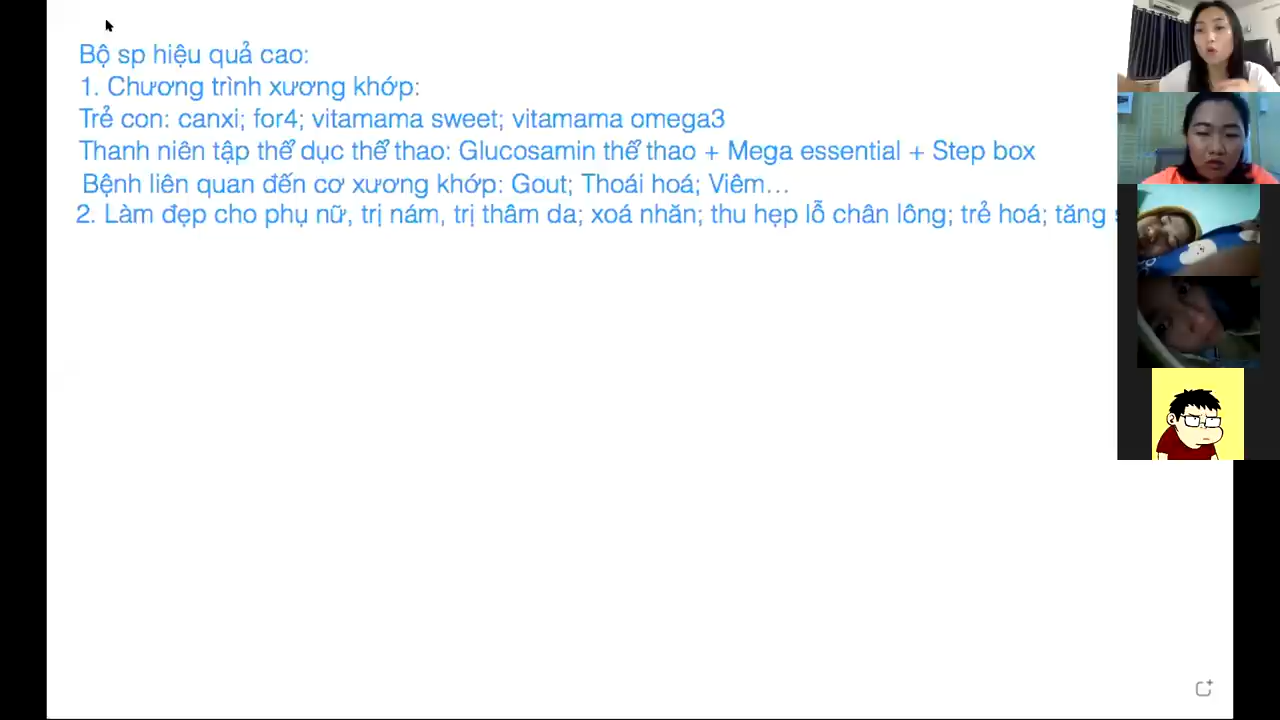 Bộ sp hiệu quả cao:
1. Chương trình xương khớp:
Trẻ con: canxi; for4; vitamama sweet; vitamama omega3
Thanh niên tập thể dục thể thao: Glucosamin thể thao + Mega essential + Step box
Bệnh liên quan đến cơ xương khớp: Gout; Thoái hoá; Viêm...
2. Làm đẹp cho phụ nữ, trị nám, trị thâm da; xoá nhăn; thu hẹp lỗ chân lông; trẻ hoá; tăng